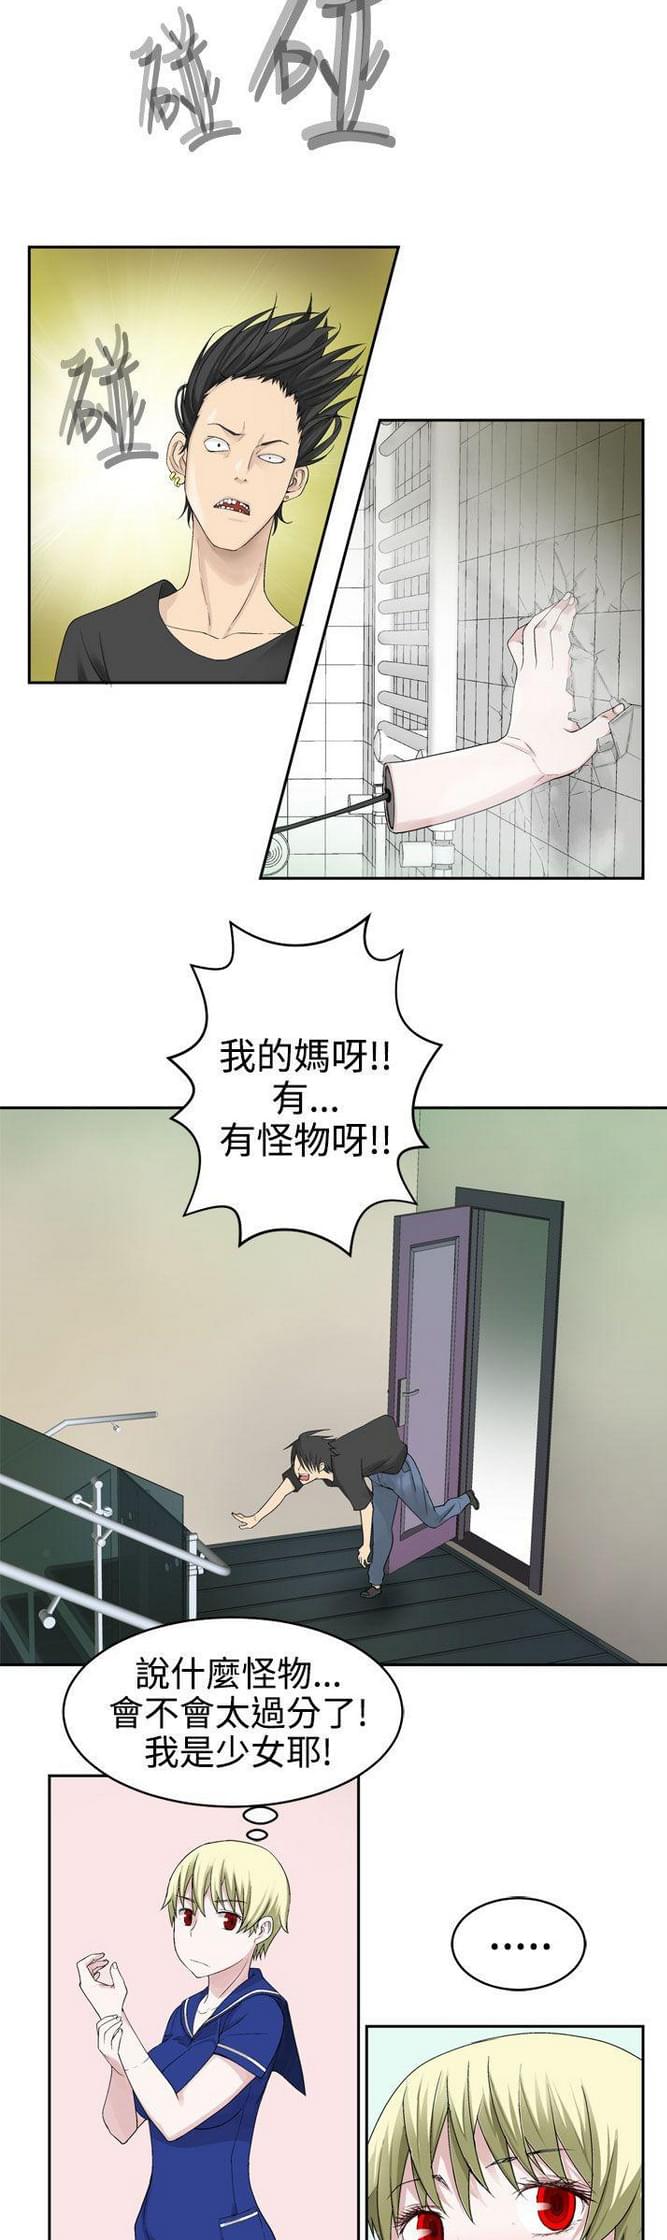 碰
碰
碰
我的媽呀!!
有...
有怪物呀!!
說什麼怪物...
會不會太過分了!
我是少女耶!
.....